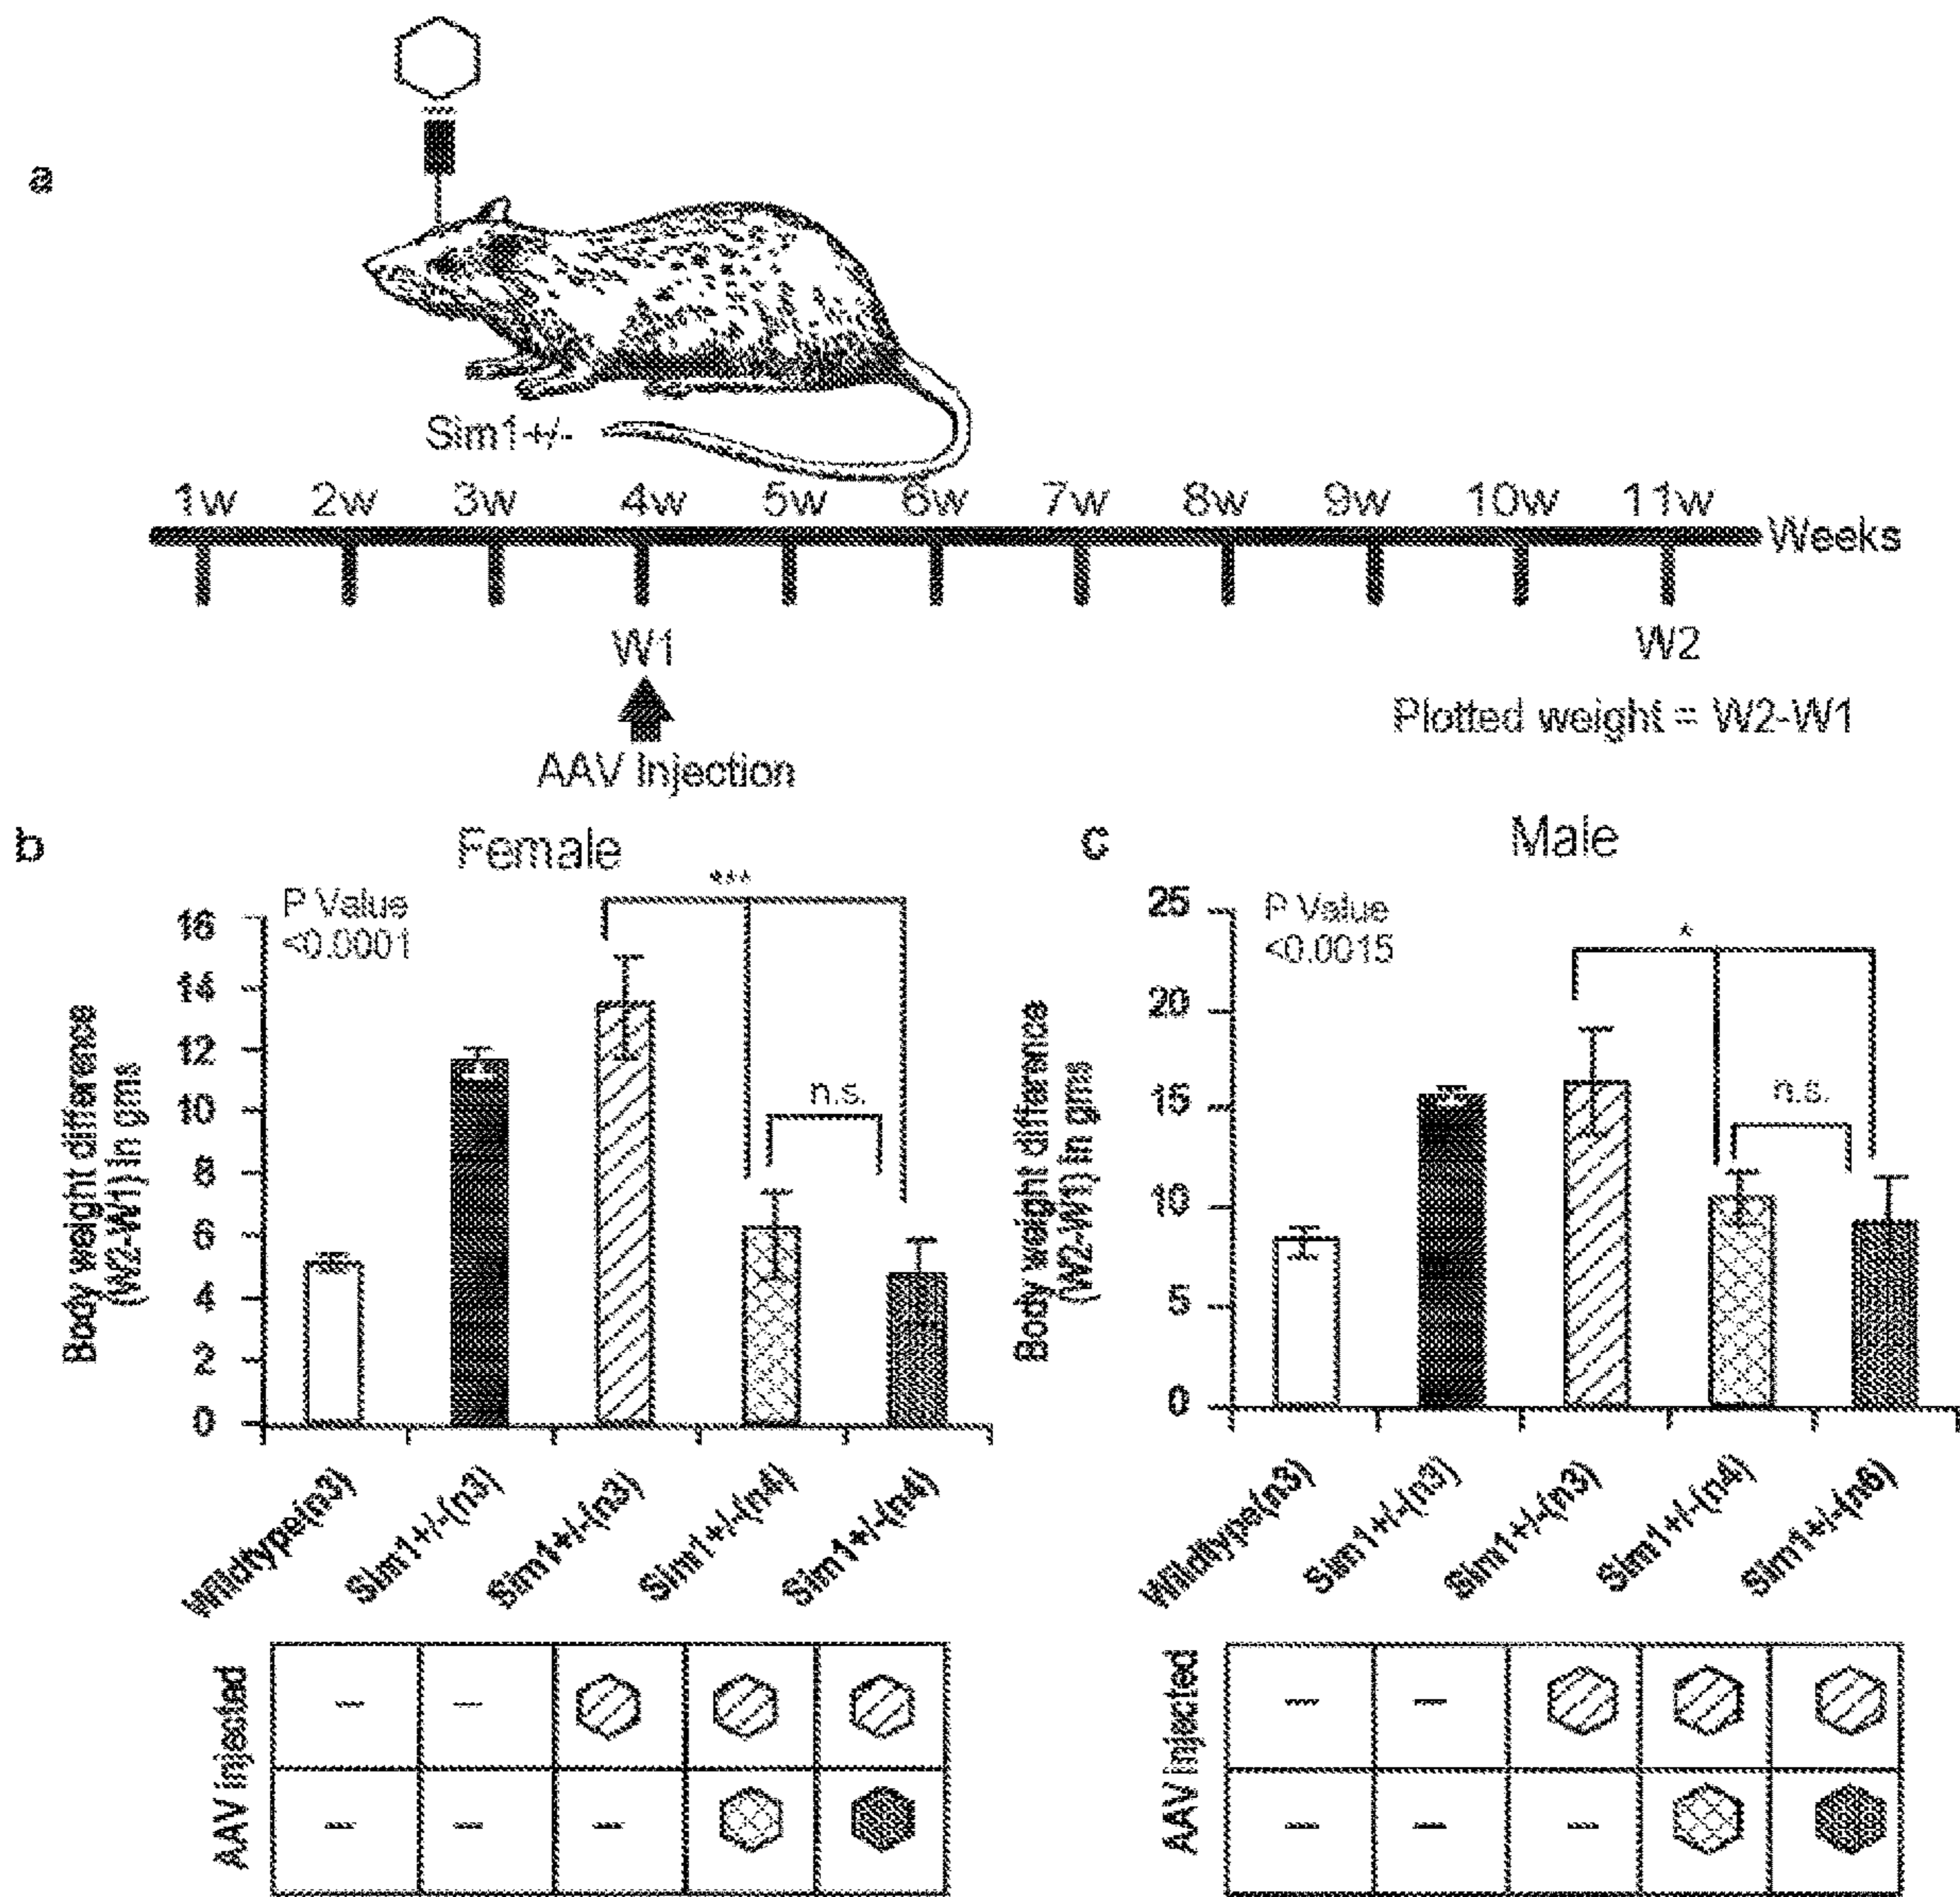 a
Sim1+/-
1w 2w 3w 4w 5w 6w 7w 8w 9w 10w 11w
Weeks
W1
W2
AAV Injection
Plotted weight = W2-W1
b
Female
P Value
<0.0001
***
n.s.
Body weight difference
(W2-W1) in gms
16
14
12
10
8
6
4
2
0
Wildtype(n3)
Sim1+/-(n3)
Sim1+/-(n3)
Sim1+/-(n4)
Sim1+/-(n4)
AAV injected
- - 
- - -
c
Male
P Value
<0.0015
*
n.s.
Body weight difference
(W2-W1) in gms
25
20
15
10
5
0
Wildtype(n3)
Sim1+/-(n3)
Sim1+/-(n3)
Sim1+/-(n4)
Sim1+/-(n6)
AAV injected
- -
- - -